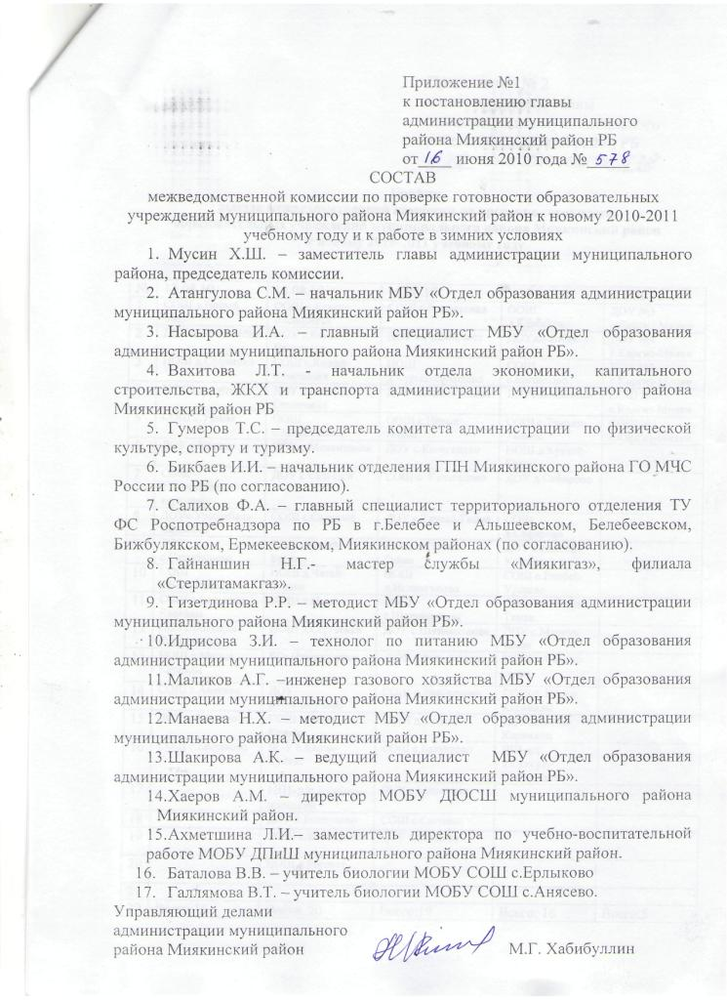 Приложение №1
к постановлению главы
администрации муниципального
района Миякинский район РБ
от 16 июня 2010 года № 578
СОСТАВ
межведомственной комиссии по проверке готовности образовательных
учреждений муниципального района Миякинский район к новому 2010-2011
учебному году и к работе в зимних условиях
1. Мусин Х.Ш. – заместитель главы администрации муниципального
района, председатель комиссии.
2. Атангулова С.М. – начальник МБУ «Отдел образования администрации
муниципального района Миякинский район РБ».
3. Насырова И.А. – главный специалист МБУ «Отдел образования
администрации муниципального района Миякинский район РБ».
4. Вахитова Л.Т. - начальник отдела экономики, капитального
строительства, ЖКХ и транспорта администрации муниципального района
Миякинский район РБ
5. Гумеров Т.С. – председатель комитета администрации по физической
культуре, спорту и туризму.
6. Бикбаев И.И. – начальник отделения ГПН Миякинского района ГО МЧС
России по РБ (по согласованию).
7. Салихов Ф.А. – главный специалист территориального отделения ТУ
ФС Роспотребнадзора по РБ в г.Белебее и Альшеевском, Белебеевском,
Бижбулякском, Ермекеевском, Миякинском районах (по согласованию).
8. Гайнаншин Н.Г.- мастер службы «Миякигаз», филиала
«Стерлитамакгаз».
9. Гизетдинова Р.Р. – методист МБУ «Отдел образования администрации
муниципального района Миякинский район РБ».
10.Идрисова З.И. – технолог по питанию МБУ «Отдел образования
администрации муниципального района Миякинский район РБ».
11.Маликов А.Г. –инженер газового хозяйства МБУ «Отдел образования
администрации муниципального района Миякинский район РБ».
12.Манаева Н.Х. – методист МБУ «Отдел образования администрации
муниципального района Миякинский район РБ».
13.Шакирова А.К. – ведущий специалист МБУ «Отдел образования
администрации муниципального района Миякинский район РБ».
14.Хаеров А.М. – директор МОБУ ДЮСШ муниципального района
Миякинский район.
15.Ахметшина Л.И.– заместитель директора по учебно-воспитательной
работе МОБУ ДПиШ муниципального района Миякинский район.
16. Баталова В.В. – учитель биологии МОБУ СОШ с.Ерлыково
17. Галлямова В.Т. – учитель биологии МОБУ СОШ с.Анясево.
Управляющий делами
администрации муниципального
района Миякинский район М.Г. Хабибуллин